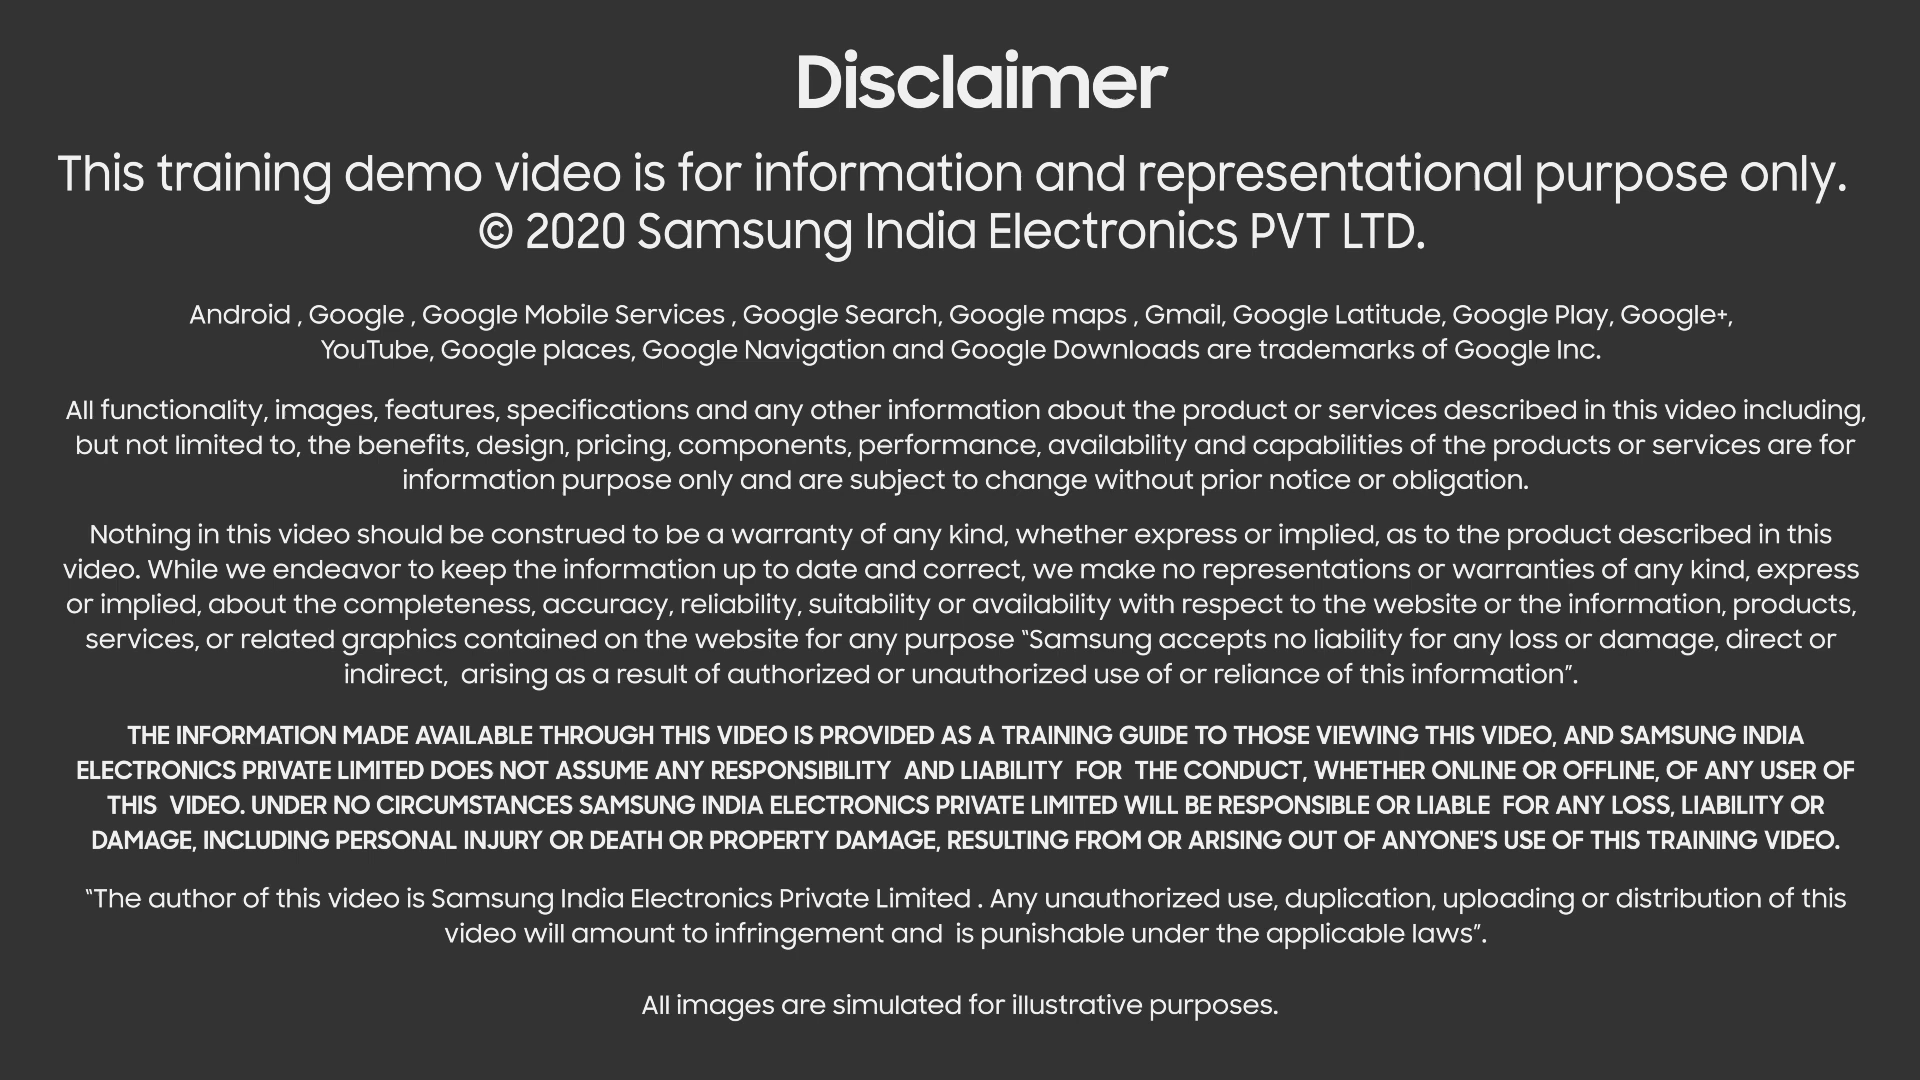 Disclaimer
This training demo video is for information and representational purpose only.
© 2020 Samsung India Electronics PVT LTD.
Android , Google , Google Mobile Services , Google Search, Google maps , Gmail, Google Latitude, Google Play, Google+,
YouTube, Google places, Google Navigation and Google Downloads are trademarks of Google Inc.
All functionality, images, features, specifications and any other information about the product or services described in this video including,
but not limited to, the benefits, design, pricing, components, performance, availability and capabilities of the products or services are for
information purpose only and are subject to change without prior notice or obligation.
Nothing in this video should be construed to be a warranty of any kind, whether express or implied, as to the product described in this
video. While we endeavor to keep the information up to date and correct, we make no representations or warranties of any kind, express
or implied, about the completeness, accuracy, reliability, suitability or availability with respect to the website or the information, products,
services, or related graphics contained on the website for any purpose “Samsung accepts no liability for any loss or damage, direct or
indirect,  arising as a result of authorized or unauthorized use of or reliance of this information”.
THE INFORMATION MADE AVAILABLE THROUGH THIS VIDEO IS PROVIDED AS A TRAINING GUIDE TO THOSE VIEWING THIS VIDEO, AND SAMSUNG INDIA
ELECTRONICS PRIVATE LIMITED DOES NOT ASSUME ANY RESPONSIBILITY  AND LIABILITY  FOR  THE CONDUCT, WHETHER ONLINE OR OFFLINE, OF ANY USER OF
THIS  VIDEO. UNDER NO CIRCUMSTANCES SAMSUNG INDIA ELECTRONICS PRIVATE LIMITED WILL BE RESPONSIBLE OR LIABLE  FOR ANY LOSS, LIABILITY OR
DAMAGE, INCLUDING PERSONAL INJURY OR DEATH OR PROPERTY DAMAGE, RESULTING FROM OR ARISING OUT OF ANYONE'S USE OF THIS TRAINING VIDEO.
“The author of this video is Samsung India Electronics Private Limited . Any unauthorized use, duplication, uploading or distribution of this
video will amount to infringement and  is punishable under the applicable laws”.
All images are simulated for illustrative purposes.